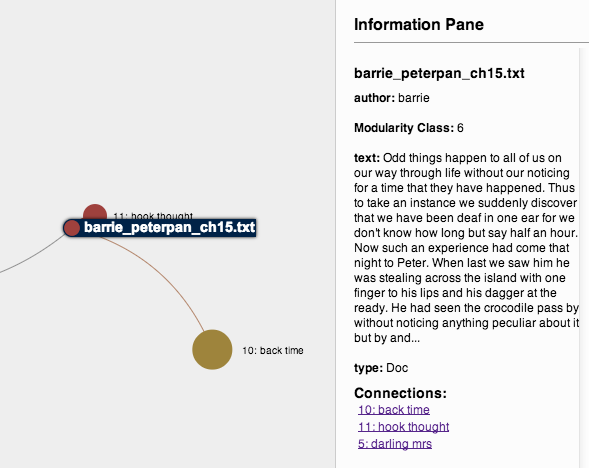 11: hook thought
barrie_peterpan_ch15.txt
10: back time
Information Pane
barrie_peterpan_ch15.txt
author: barrie
Modularity Class: 6
text: Odd things happen to all of us on
our way through life without our noticing
for a time that they have happened. Thus
to take an instance we suddenly discover
that we have been deaf in one ear for we
don't know how long but say half an hour.
Now such an experience had come that
night to Peter. When last we saw him he
was stealing across the island with one
finger to his lips and his dagger at the
ready. He had seen the crocodile pass by
without noticing anything peculiar about it
but by and...
type: Doc
Connections:
10: back time
11: hook thought
5: darling mrs